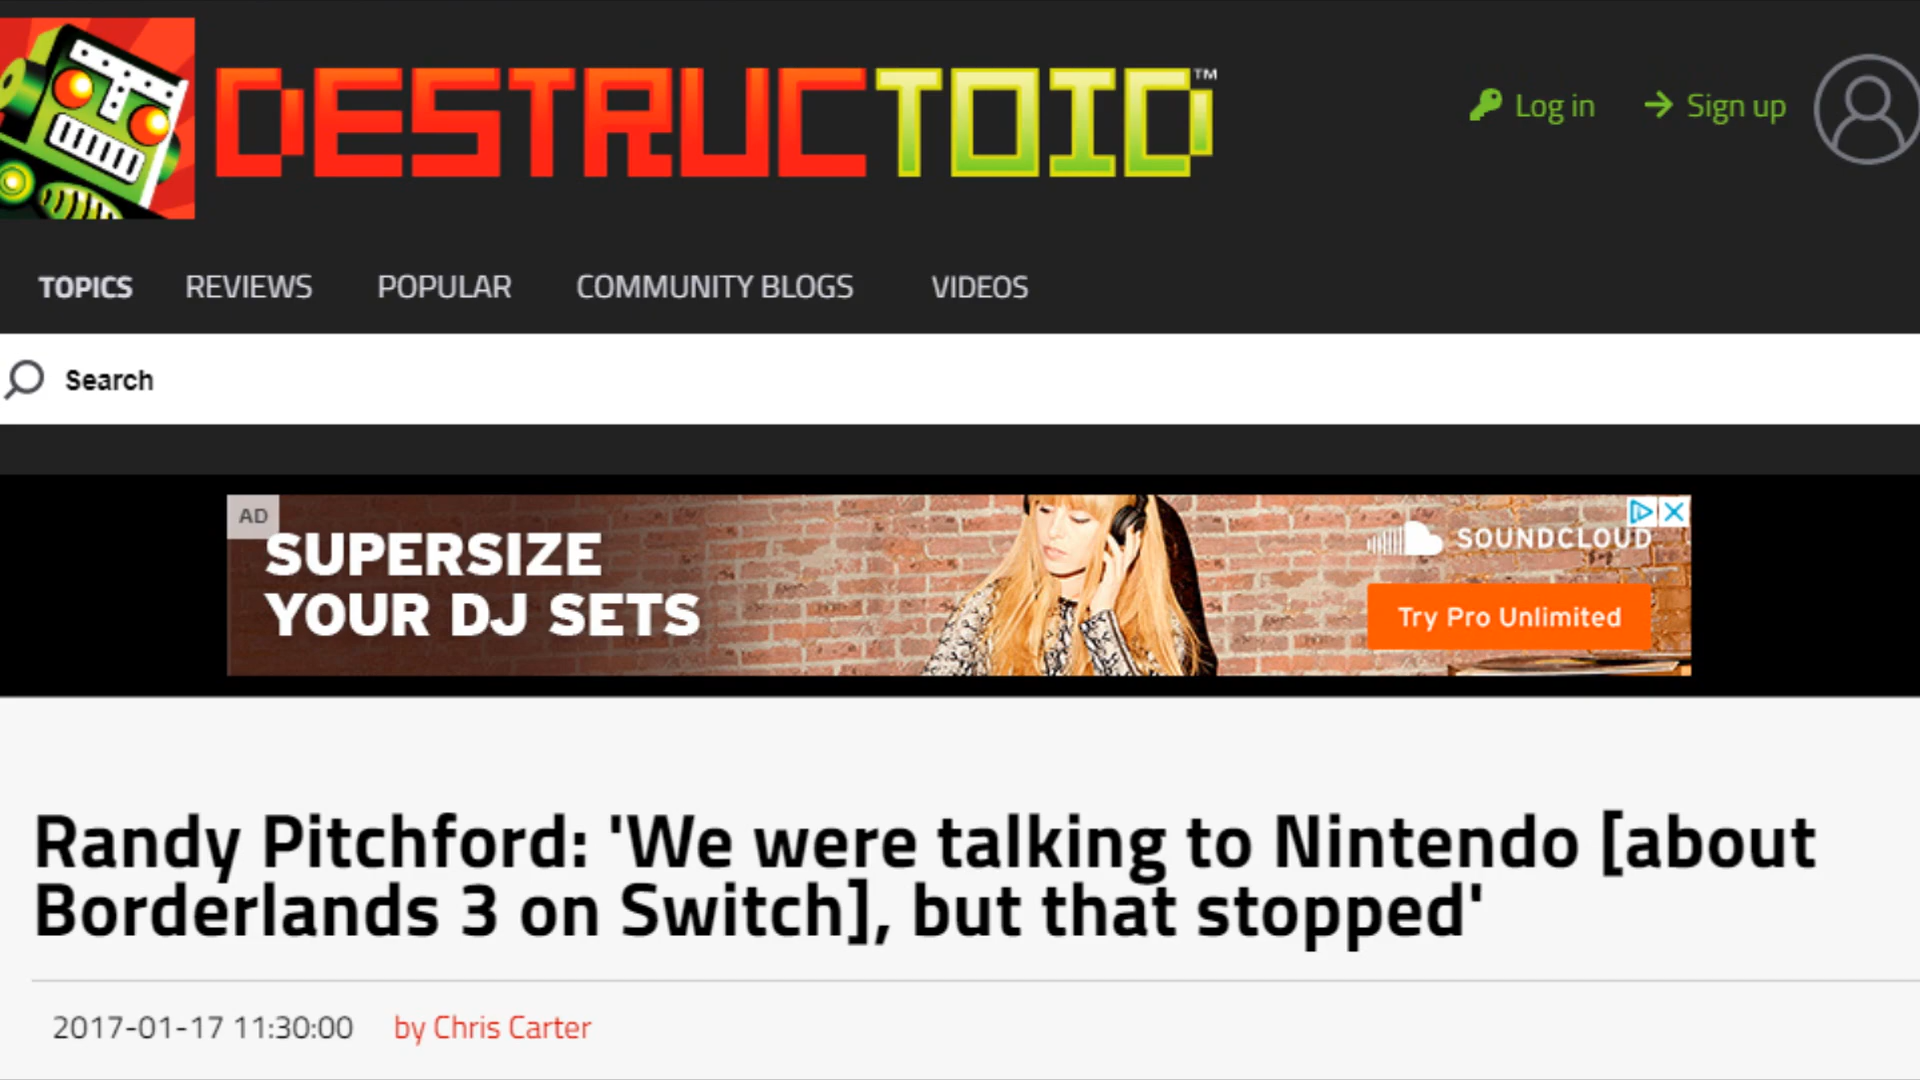 DESTRUCTOID™
Log in
Sign up
TOPICS
REVIEWS
POPULAR
COMMUNITY BLOGS
VIDEOS
Search
AD
SUPERSIZE
YOUR DJ SETS
SOUNDCLOUD
Try Pro Unlimited
Randy Pitchford: 'We were talking to Nintendo [about
Borderlands 3 on Switch], but that stopped'
2017-01-17 11:30:00
by Chris Carter